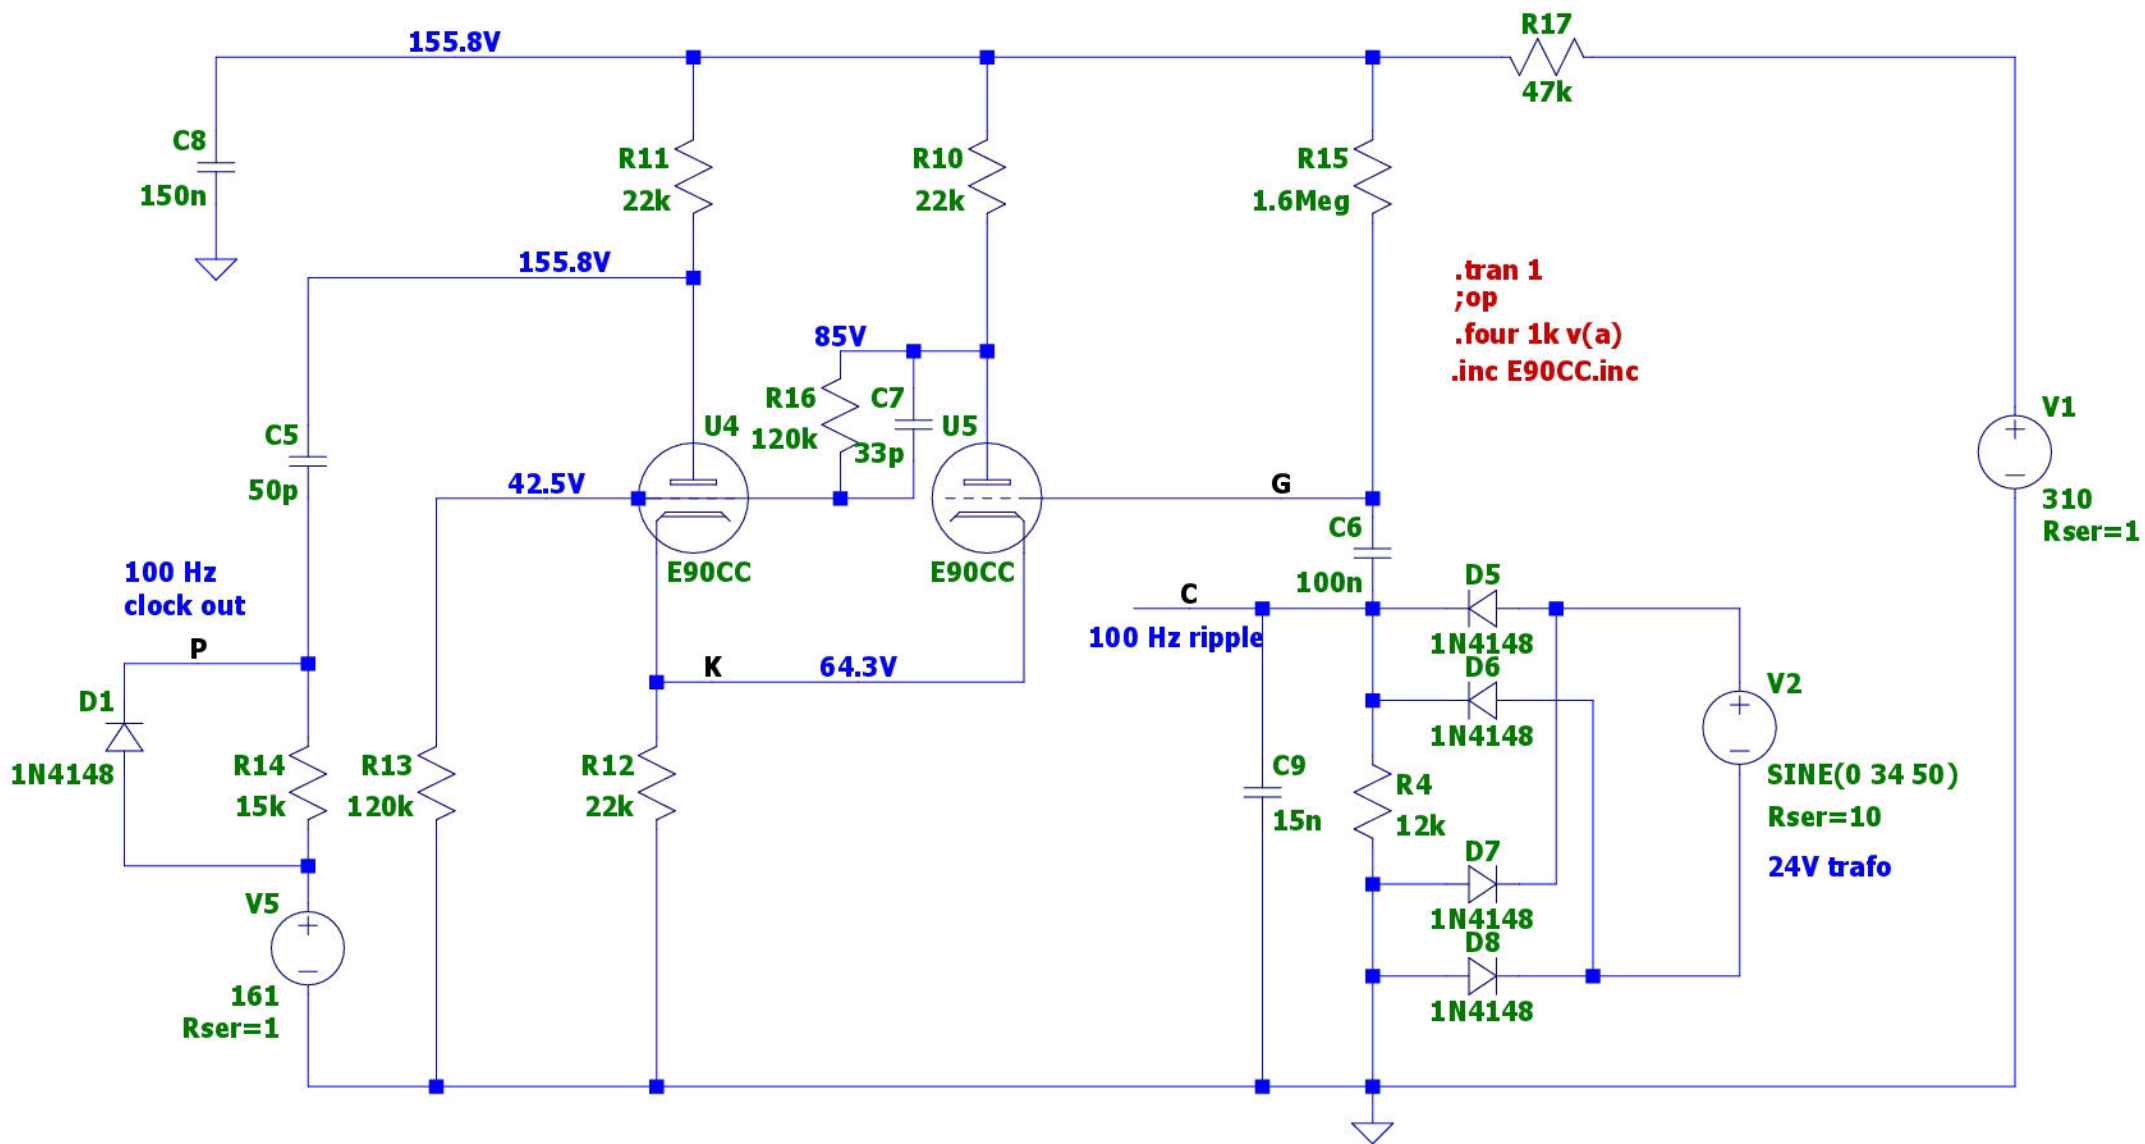 R17
155.8V
47k
C8
150n
R11
22k
R10
22k
R15
1.6Meg
155.8V
.tran 1
;op
.four 1k v(a)
.inc E90CC.inc
85V
R16
120k
C7
33p
U4
U5
V1
310
Rser=1
C5
50p
42.5V
G
C6
100n
E90CC
E90CC
100 Hz
clock out
P
C
100 Hz ripple
D5
1N4148
D6
1N4148
K
64.3V
V2
SINE(0 34 50)
Rser=10
24V trafo
D1
1N4148
R14
15k
R13
120k
R12
22k
C9
15n
R4
12k
D7
1N4148
D8
1N4148
V5
161
Rser=1